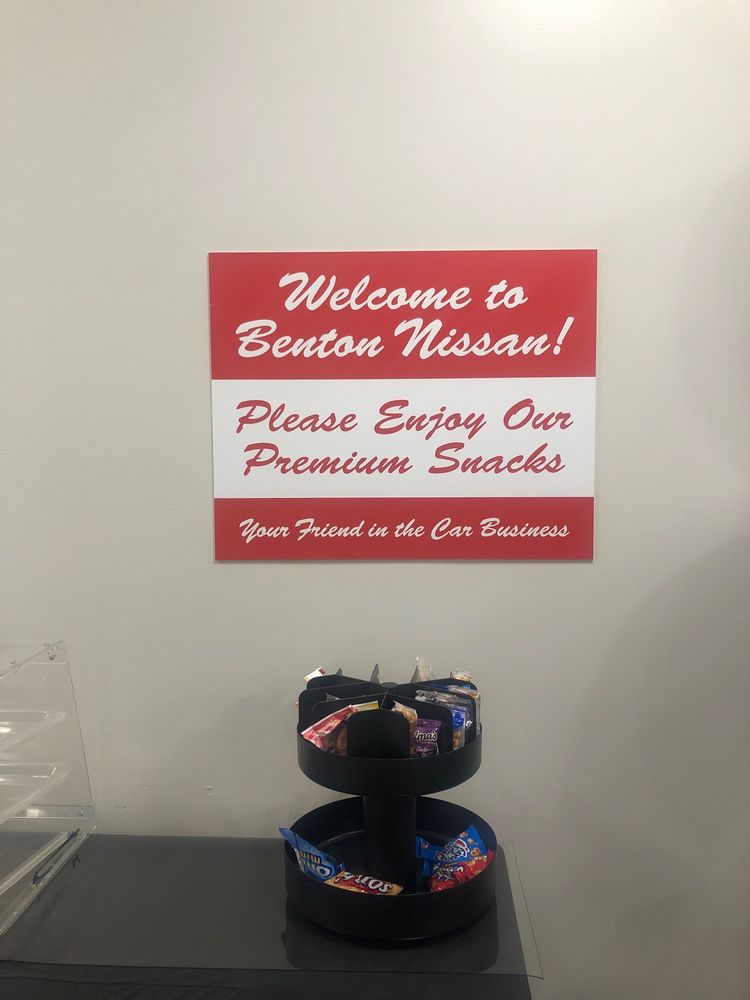 Welcome to
Benton Nissan!
Please Enjoy Our
Premium Snacks
Your Friend in the Car Business